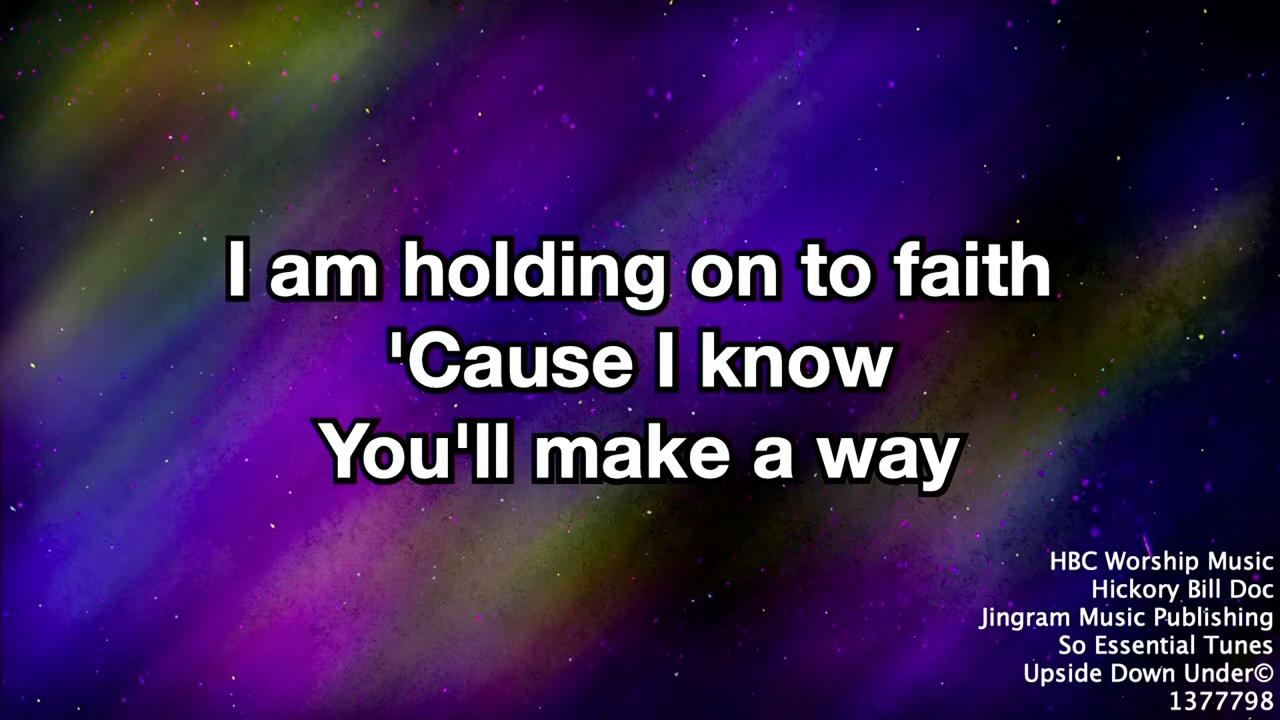 I am holding on to faith
'Cause I know
You'll make a way
HBC Worship Music
Hickory Bill Doc
Jingram Music Publishing
So Essential Tunes
Upside Down Under©
1377798